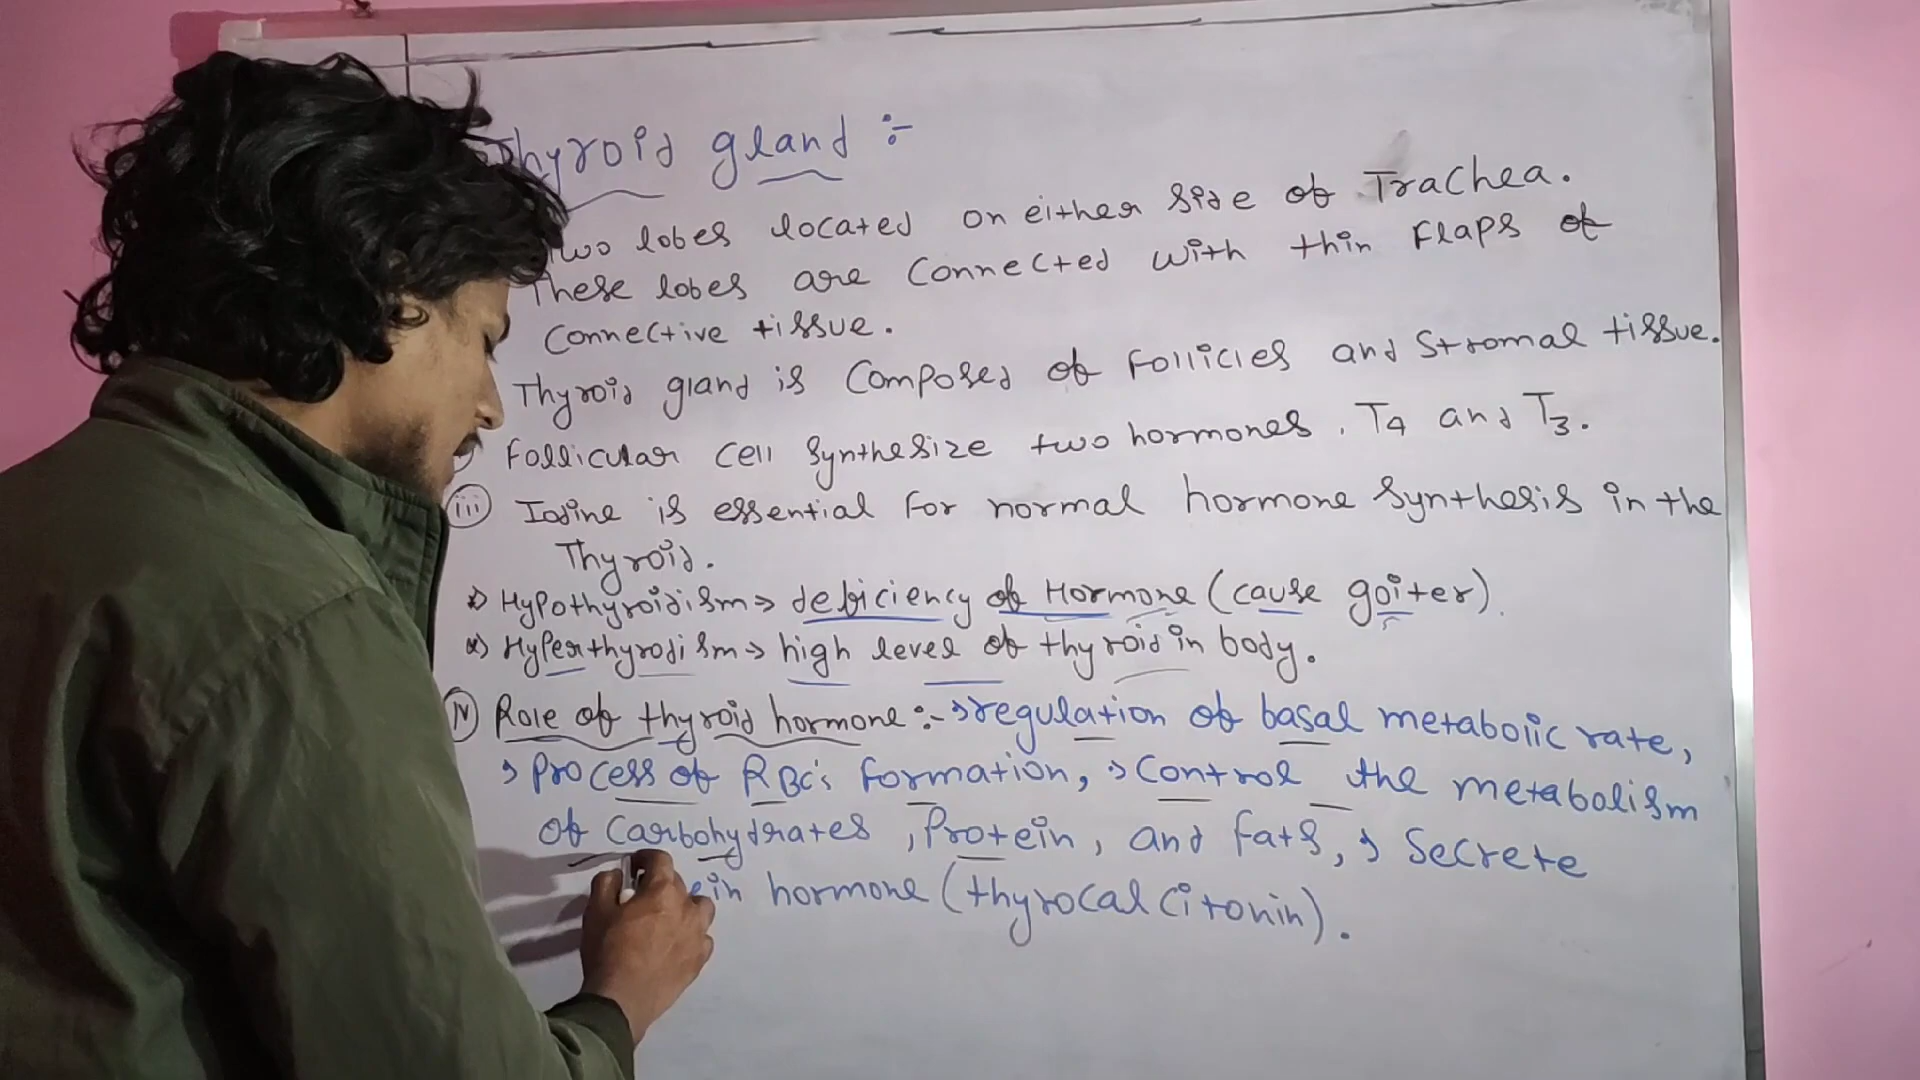 Thyroid gland :-
Two lobes located on either side of Trachea.
These lobes are connected with thin Flaps of
Connective tissue.
Thyroid gland is Composed of Follicles and Stromal tissue.
Follicular cell synthesize two hormones, T4 and T3.
(iii) Iodine is essential For normal hormone synthesis in the
Thyroid.
Hypothyroidism → deficiency of Hormone (cause goiter).
Hyperthyrodism → high level of thyroid in body.
(iv) Role of thyroid hormone :- → regulation of basal metabolic rate,
→ Process of RBC's formation, → Control the metabolism
of Carbohydrates, Protein, and Fats, → Secrete
hormone (thyrocalcitonin).